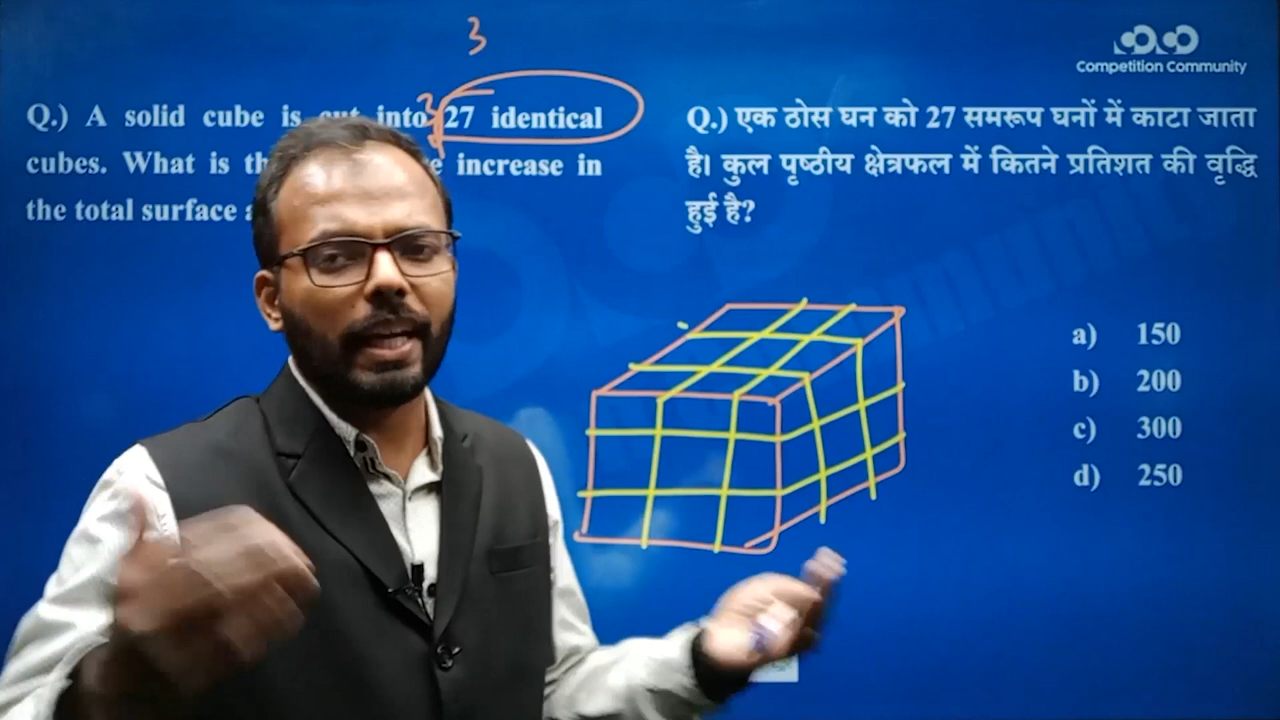 3
Competition Community
Q.) A solid cube is cut into 27 identical
cubes. What is increase in
the total surface
Q.) एक ठोस घन को 27 समरूप घनों में काटा जाता
है। कुल पृष्ठीय क्षेत्रफल में कितने प्रतिशत की वृद्धि
हुई है?
a) 150
b) 200
c) 300
d) 250